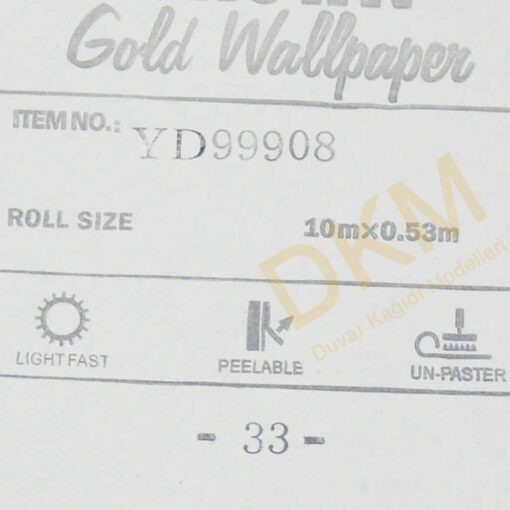 Gold Wallpaper
ITEM NO.: YD99908
ROLL SIZE 10m×0.53m
DKM
Duvar Kağıdı Modelleri
LIGHT FAST PEELABLE UN-PASTER
- 33 -